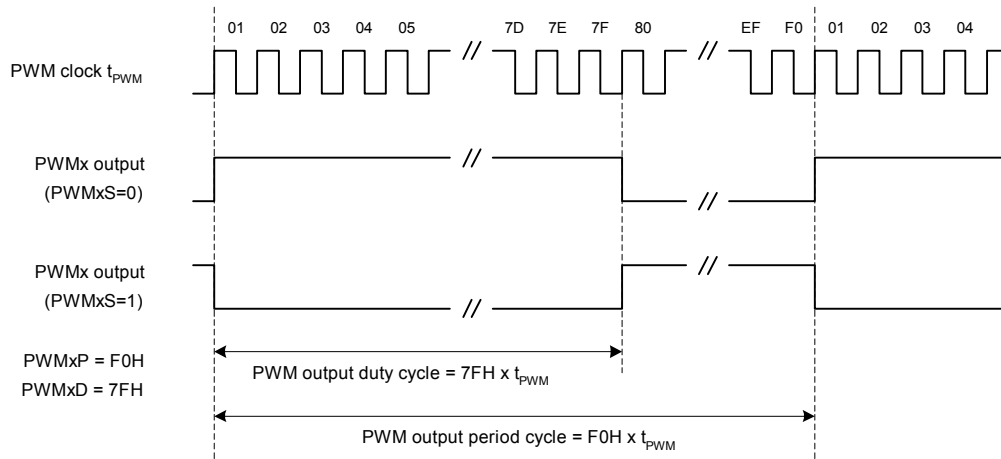 01 02 03 04 05 // 7D 7E 7F 80 // EF F0 01 02 03 04
PWM clock tPWM
PWMx output
(PWMxS=0)
//
//
PWMx output
(PWMxS=1)
//
//
PWMxP = F0H
PWMxD = 7FH
PWM output duty cycle = 7FH x tPWM
PWM output period cycle = F0H x tPWM